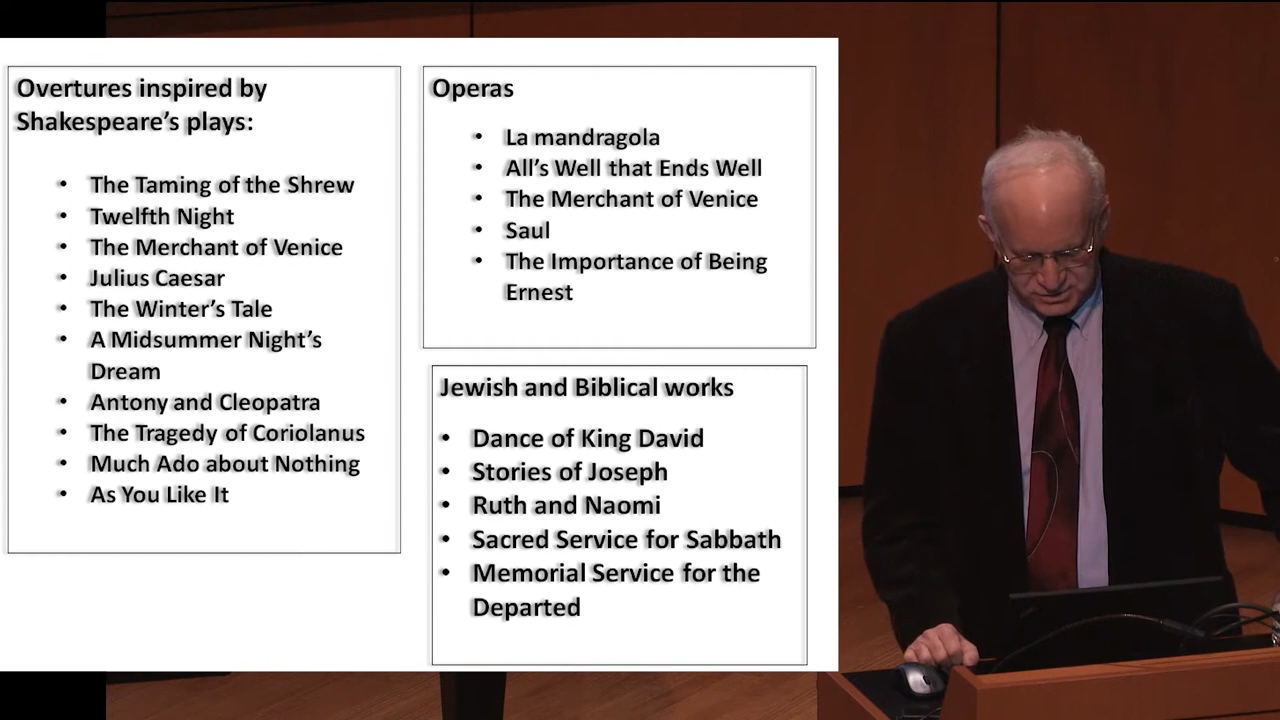 Overtures inspired by
Shakespeare's plays:
• The Taming of the Shrew
• Twelfth Night
• The Merchant of Venice
• Julius Caesar
• The Winter's Tale
• A Midsummer Night's
Dream
• Antony and Cleopatra
• The Tragedy of Coriolanus
• Much Ado about Nothing
• As You Like It
Operas
• La mandragola
• All's Well that Ends Well
• The Merchant of Venice
• Saul
• The Importance of Being
Ernest
Jewish and Biblical works
• Dance of King David
• Stories of Joseph
• Ruth and Naomi
• Sacred Service for Sabbath
• Memorial Service for the
Departed